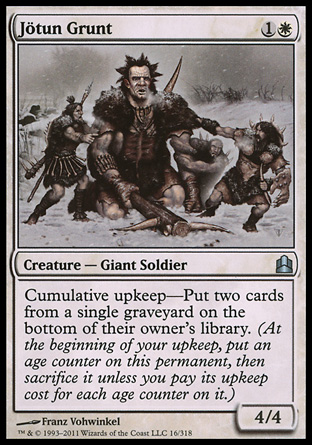 Jötun Grunt 1
Creature — Giant Soldier
Cumulative upkeep—Put two cards
from a single graveyard on the
bottom of their owner's library. (At
the beginning of your upkeep, put an
age counter on this permanent, then
sacrifice it unless you pay its upkeep
cost for each age counter on it.)
Franz Vohwinkel
™ & © 1993–2011 Wizards of the Coast LLC 16/318
4/4